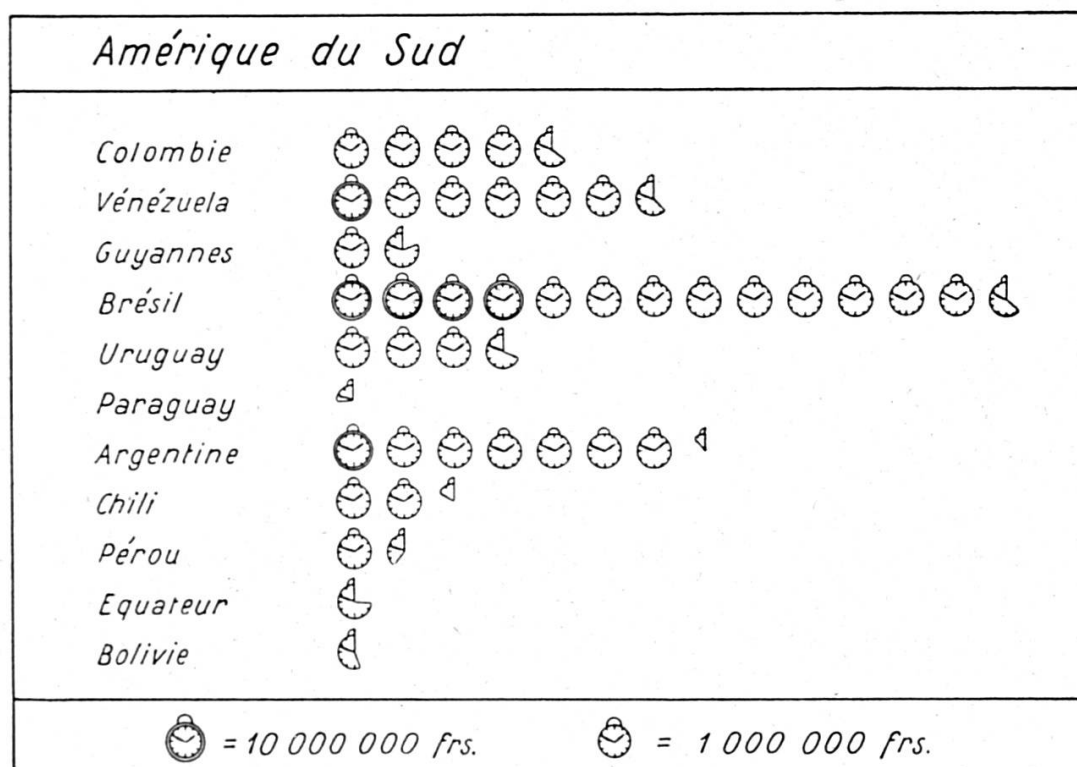 Amérique du Sud
Colombie
Vénézuela
Guyannes
Brésil
Uruguay
Paraguay
Argentine
Chili
Pérou
Equateur
Bolivie
= 10 000 000 frs. = 1 000 000 frs.